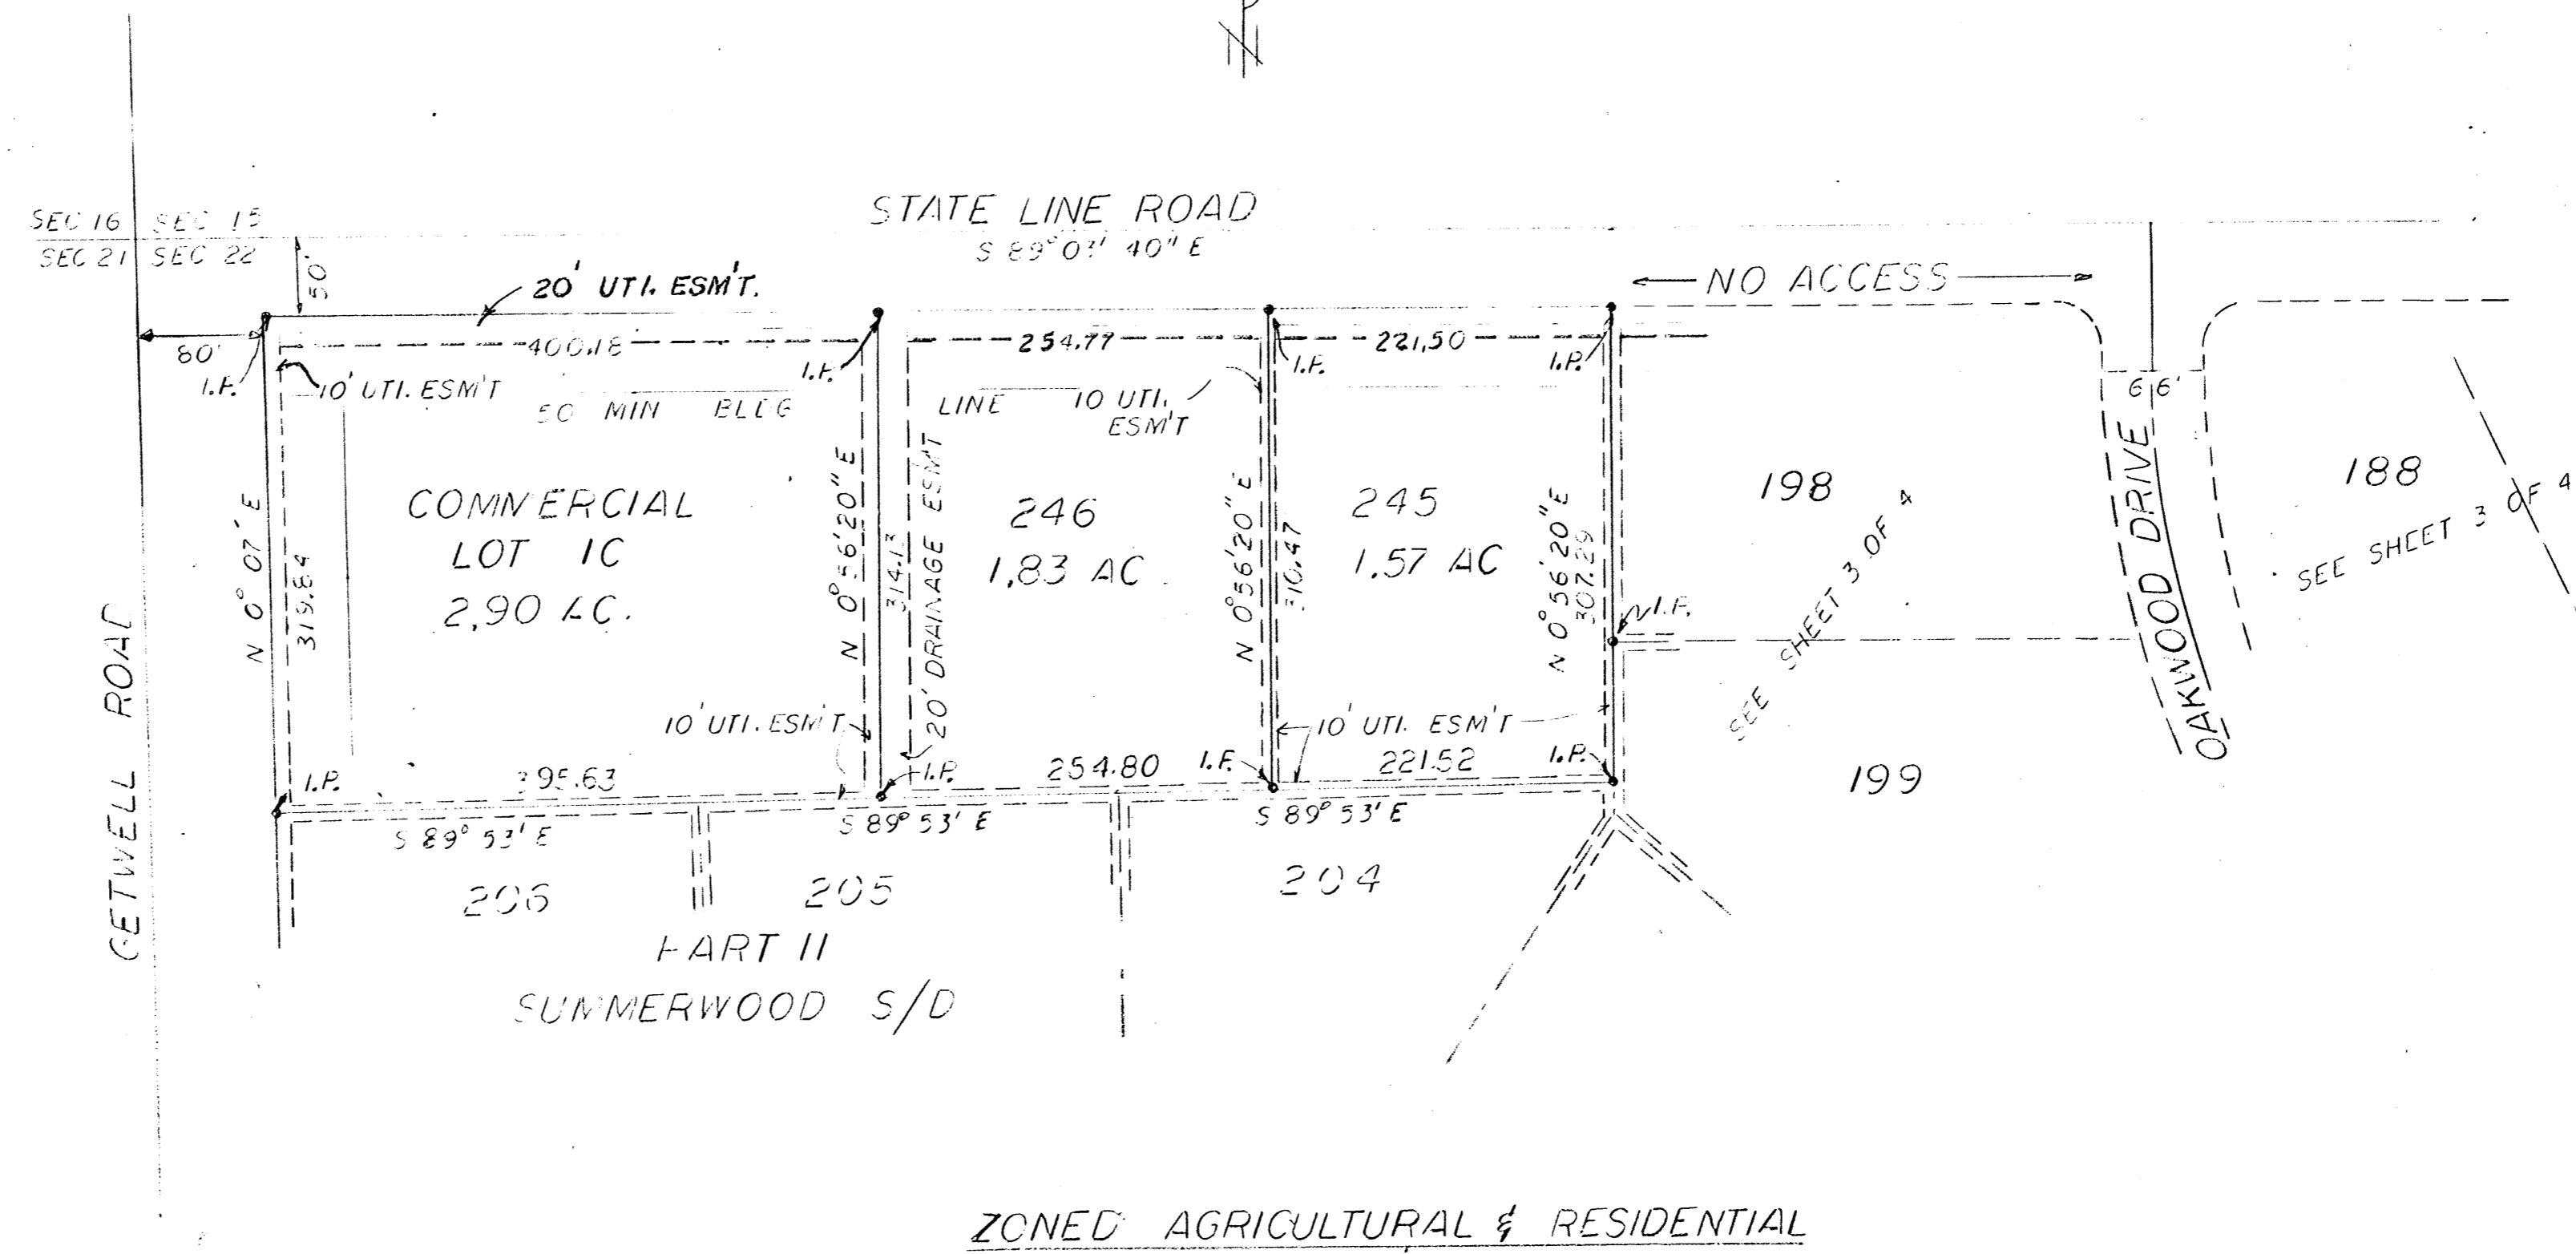 N
STATE LINE ROAD
S 89° 03' 40" E
SEC 16
SEC 15
SEC 21
SEC 22
50'
20' UTI. ESM'T.
← NO ACCESS →
80'
I.P.
400.18
I.P.
254.77
I.P.
221.50
I.P.
10' UTI. ESM'T
50 MIN BLDG
LINE
10 UTI.
ESM'T
66'
GETWELL ROAD
N 0° 07' E
319.84
COMMERCIAL
LOT 1C
2.90 AC.
N 0° 56' 20" E
314.13
20' DRAINAGE ESMT
246
1.83 AC.
N 0° 56' 20" E
310.47
245
1.57 AC
N 0° 56' 20" E
307.29
198
SEE SHEET 3 OF 4
I.P.
OAKWOOD DRIVE
188
SEE SHEET 3 OF 4
10' UTI. ESM'T
10' UTI. ESM'T
I.P.
395.63
I.P.
254.80
I.P.
221.52
I.P.
199
S 89° 53' E
S 89° 53' E
S 89° 53' E
206
205
204
PART II
SUMMERWOOD S/D
ZONED AGRICULTURAL & RESIDENTIAL